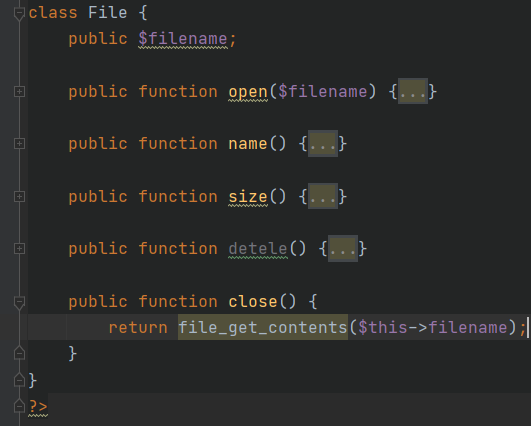 class File {
public $filename;
public function open($filename) {...}
public function name() {...}
public function size() {...}
public function detele() {...}
public function close() {
return file_get_contents($this->filename);
}
}
?>